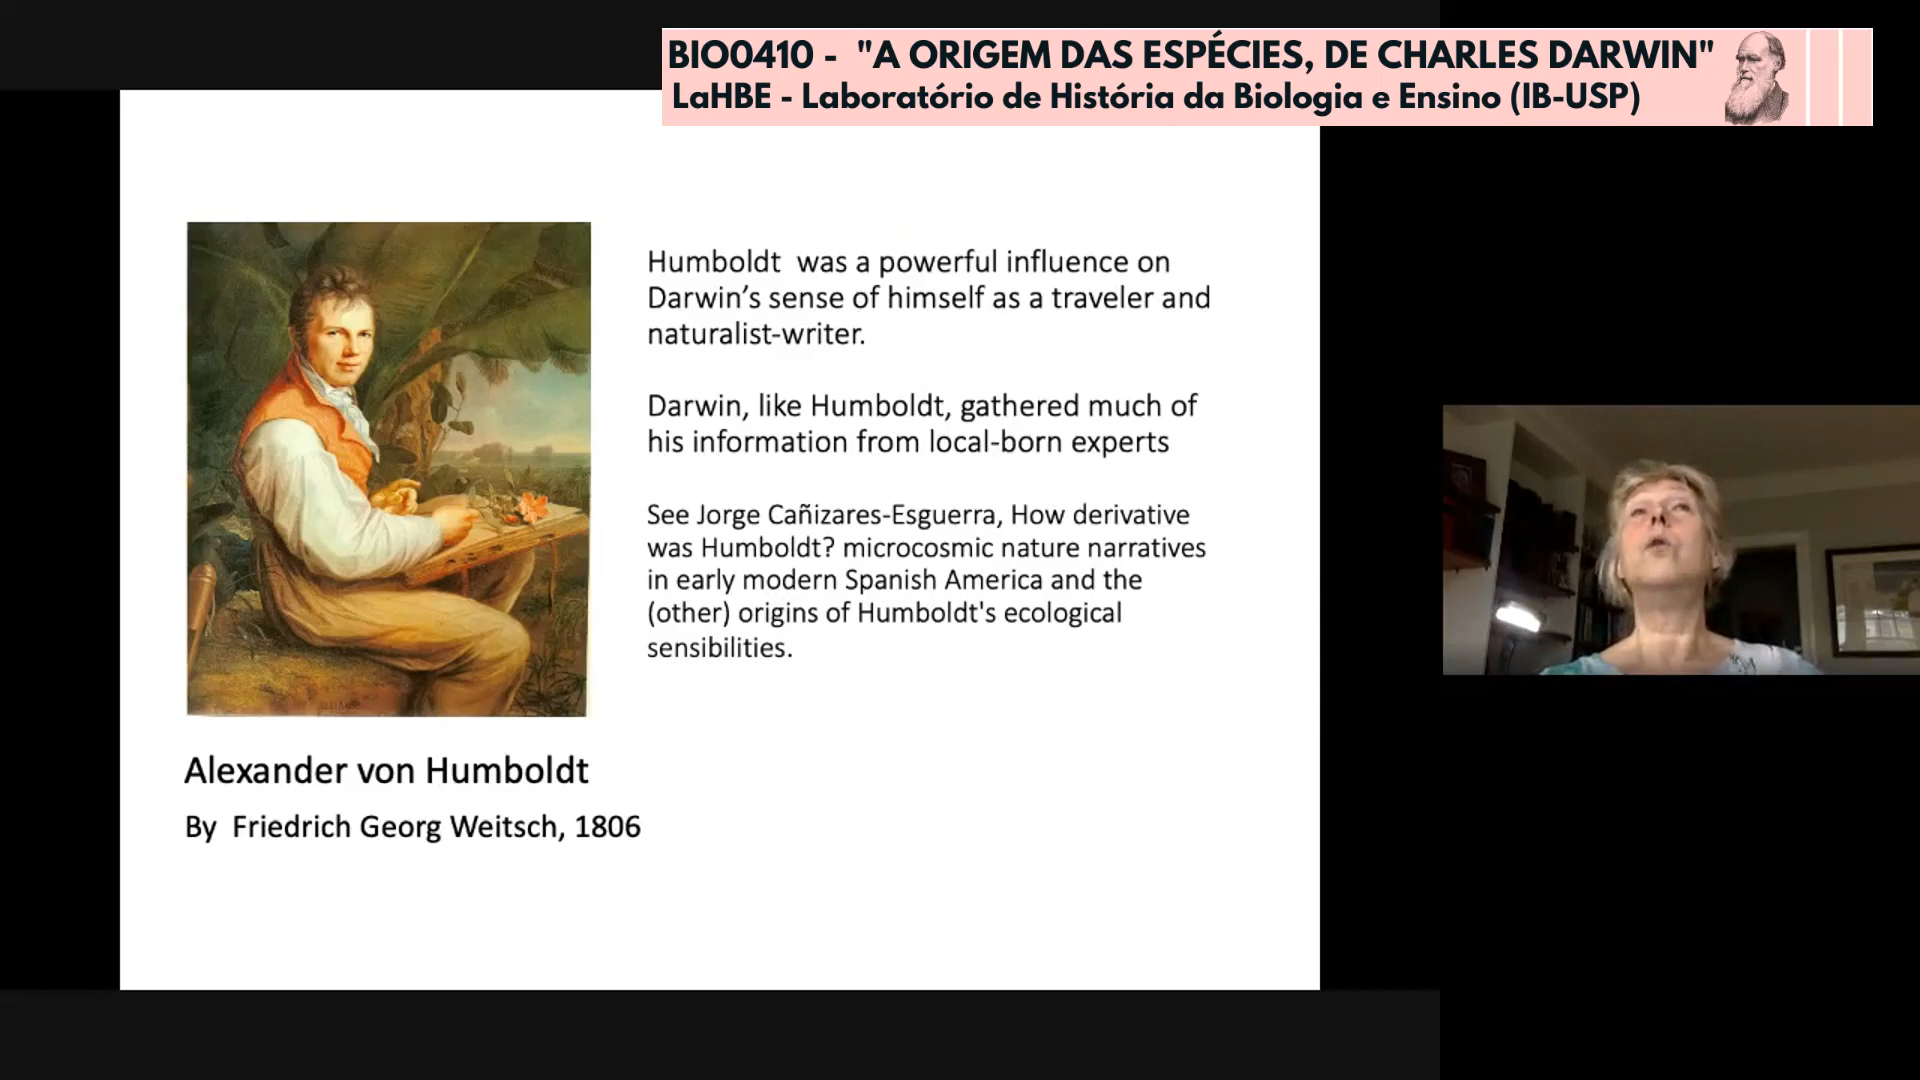 BIO0410 - "A ORIGEM DAS ESPÉCIES, DE CHARLES DARWIN"
LaHBE - Laboratório de História da Biologia e Ensino (IB-USP)
Humboldt was a powerful influence on
Darwin’s sense of himself as a traveler and
naturalist-writer.
Darwin, like Humboldt, gathered much of
his information from local-born experts
See Jorge Cañizares-Esguerra, How derivative
was Humboldt? microcosmic nature narratives
in early modern Spanish America and the
(other) origins of Humboldt's ecological
sensibilities.
Alexander von Humboldt
By Friedrich Georg Weitsch, 1806